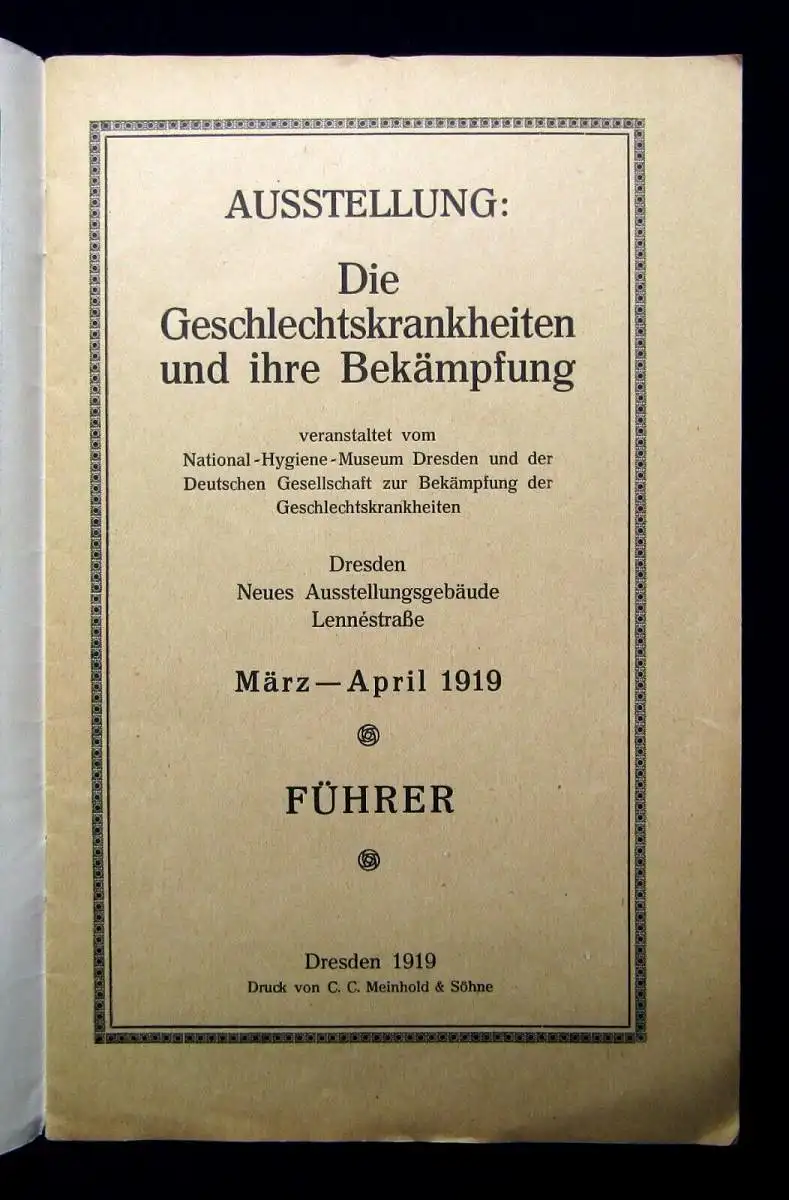 AUSSTELLUNG:
Die
Geschlechtskrankheiten
und ihre Bekämpfung
veranstaltet vom
National-Hygiene-Museum Dresden und der
Deutschen Gesellschaft zur Bekämpfung der
Geschlechtskrankheiten
Dresden
Neues Ausstellungsgebäude
Lennéstraße
März—April 1919
FÜHRER
Dresden 1919
Druck von C. C. Meinhold & Söhne